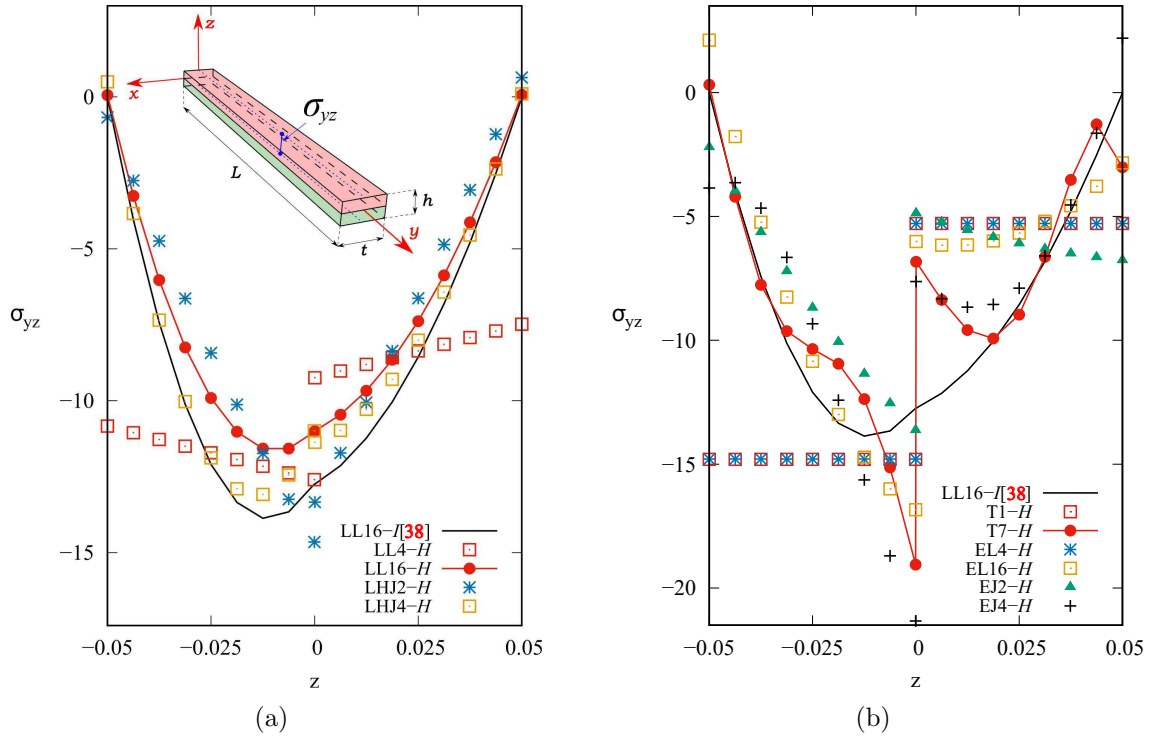 0
−5
−10
−15
σyz
−0.05
−0.025
0
0.025
0.05
z
z
x
σyz
L
h
t
y
LL16−I[38]
LL4−H
LL16−H
LHJ2−H
LHJ4−H
(a)
0
−5
−10
−15
−20
σyz
−0.05
−0.025
0
0.025
0.05
z
LL16−I[38]
T1−H
T7−H
EL4−H
EL16−H
EJ2−H
EJ4−H
(b)